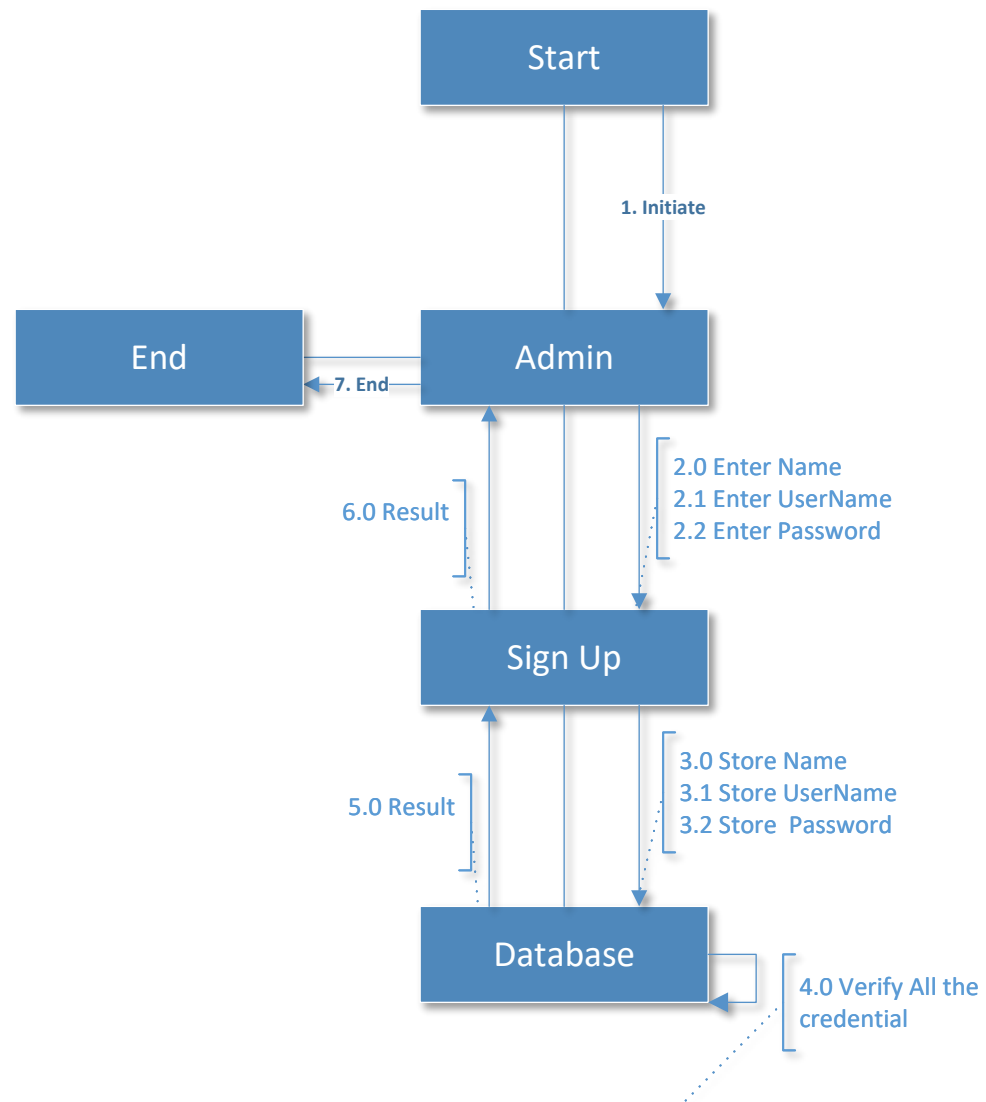 Start
1. Initiate
End
Admin
7. End
2.0 Enter Name
2.1 Enter UserName
2.2 Enter Password
6.0 Result
Sign Up
3.0 Store Name
3.1 Store UserName
3.2 Store  Password
5.0 Result
Database
4.0 Verify All the
credential